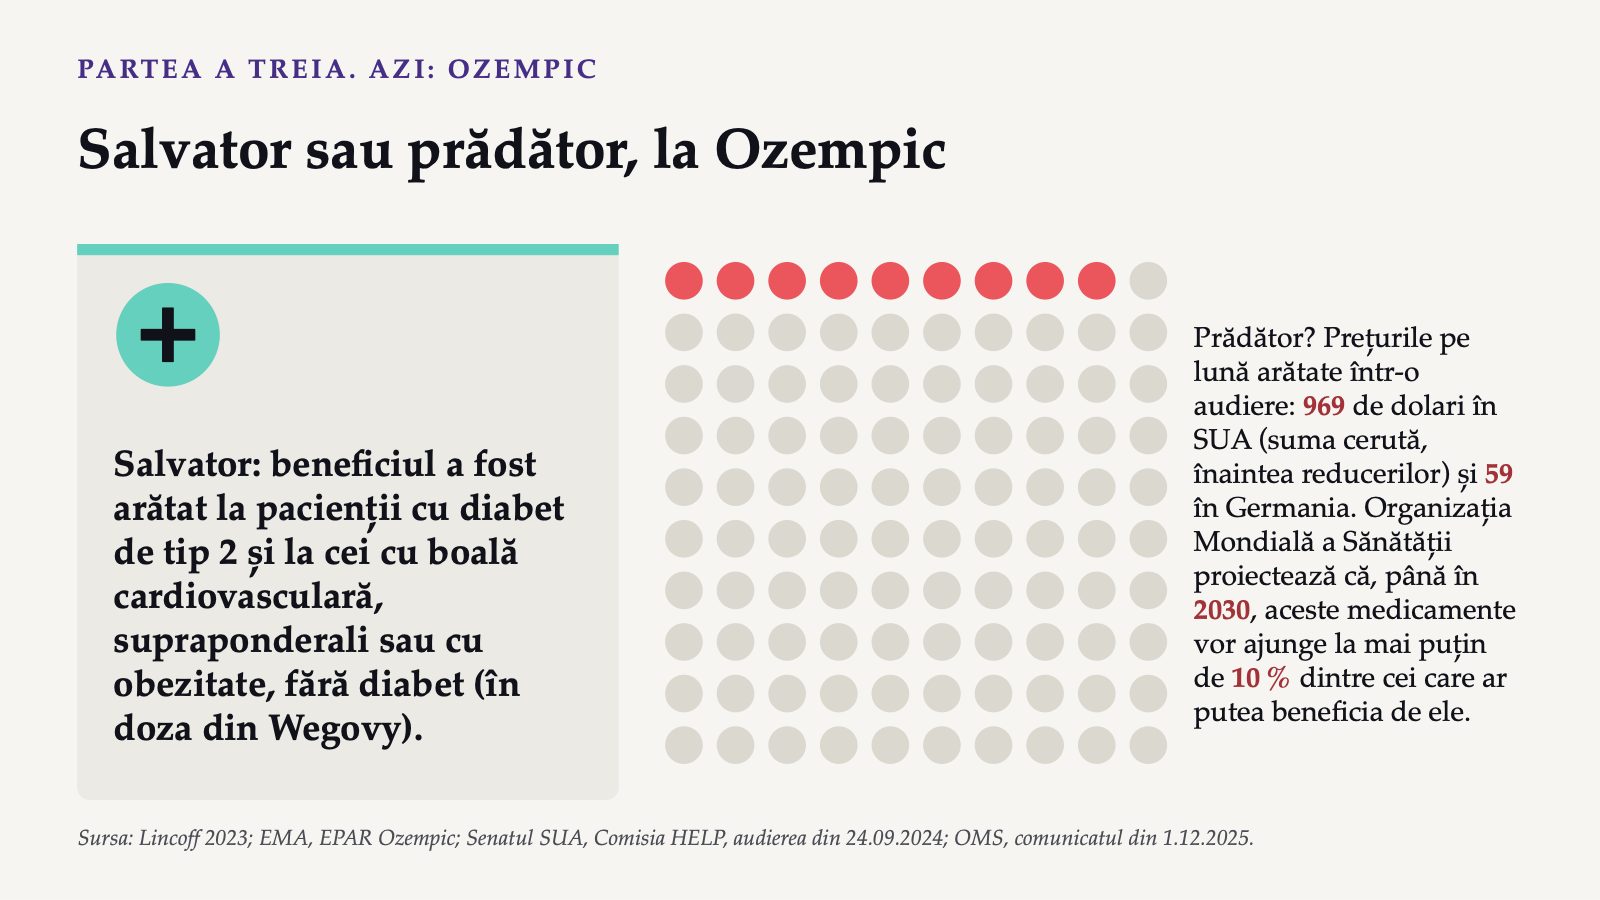 PARTEA A TREIA. AZI: OZEMPIC
Salvator sau prădător, la Ozempic
Salvator: beneficiul a fost
arătat la pacienții cu diabet
de tip 2 și la cei cu boală
cardiovasculară,
supraponderali sau cu
obezitate, fără diabet (în
doza din Wegovy).
Prădător? Prețurile pe
lună arătate într-o
audiere: 969 de dolari în
SUA (suma cerută,
înaintea reducerilor) și 59
în Germania. Organizația
Mondială a Sănătății
proiectează că, până în
2030, aceste medicamente
vor ajunge la mai puțin
de 10 % dintre cei care ar
putea beneficia de ele.
Sursa: Lincoff 2023; EMA, EPAR Ozempic; Senatul SUA, Comisia HELP, audierea din 24.09.2024; OMS, comunicatul din 1.12.2025.